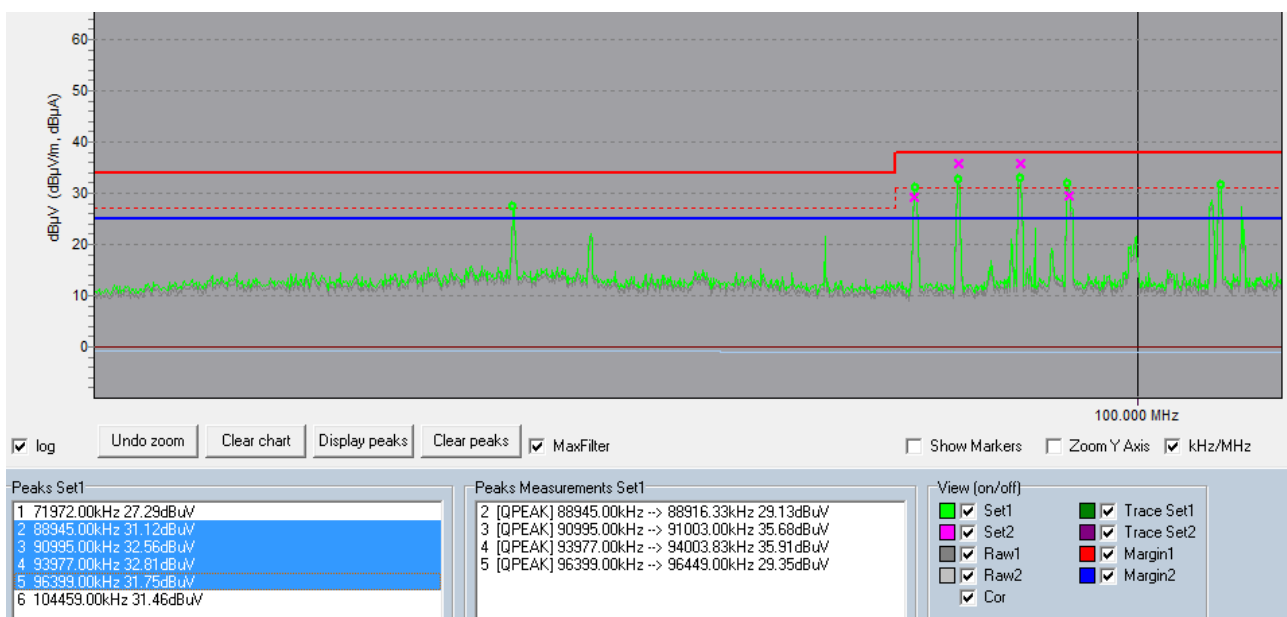 60
50
40
30
20
10
0
dBµV (dBµV/m, dBµA)
100.000 MHz
log Undo zoom Clear chart Display peaks Clear peaks MaxFilter Show Markers Zoom Y Axis kHz/MHz
Peaks Set1
1 71972.00kHz 27.29dBuV
2 88945.00kHz 31.12dBuV
3 90995.00kHz 32.56dBuV
4 93977.00kHz 32.81dBuV
5 96399.00kHz 31.75dBuV
6 104459.00kHz 31.46dBuV
Peaks Measurements Set1
2 [QPEAK] 88945.00kHz --> 88916.33kHz 29.13dBuV
3 [QPEAK] 90995.00kHz --> 91003.00kHz 35.68dBuV
4 [QPEAK] 93977.00kHz --> 94003.83kHz 35.91dBuV
5 [QPEAK] 96399.00kHz --> 96449.00kHz 29.35dBuV
View (on/off)
Set1 Trace Set1
Set2 Trace Set2
Raw1 Margin1
Raw2 Margin2
Cor